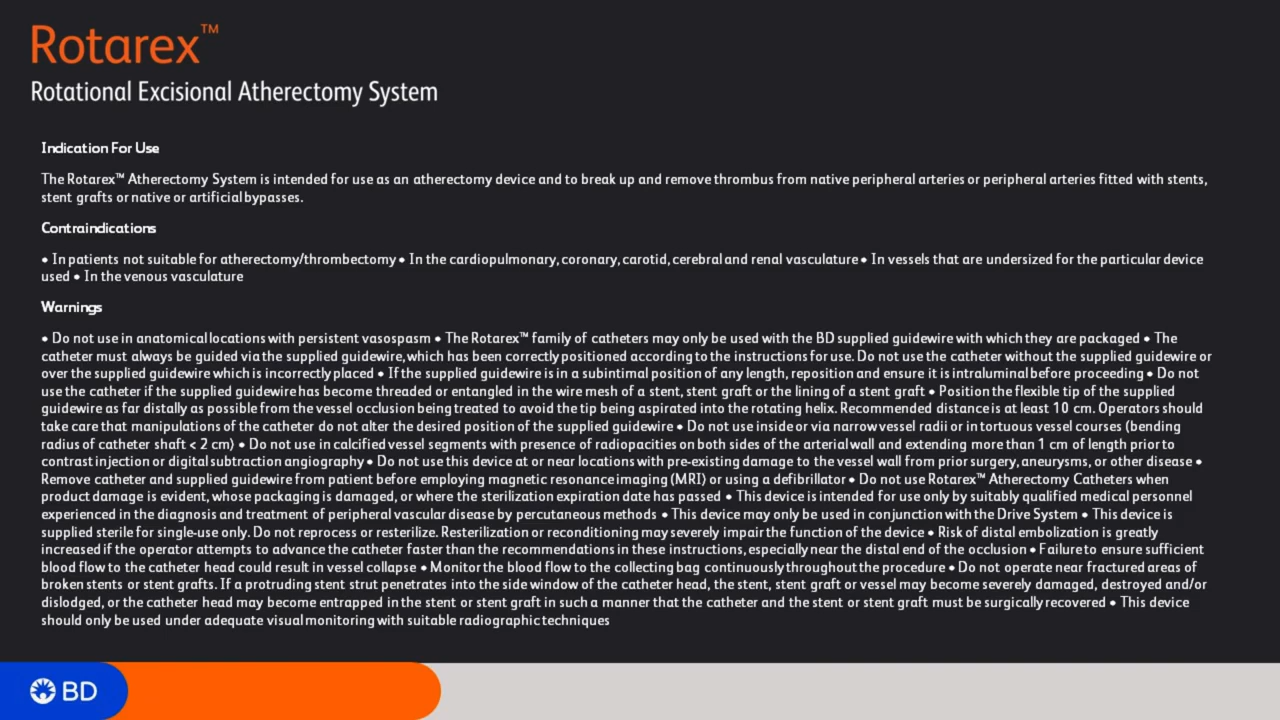 Rotarex™
Rotational Excisional Atherectomy System
Indication For Use
The Rotarex™ Atherectomy System is intended for use as an atherectomy device and to break up and remove thrombus from native peripheral arteries or peripheral arteries fitted with stents,
stent grafts or native or artificial bypasses.
Contraindications
• In patients not suitable for atherectomy/thrombectomy • In the cardiopulmonary, coronary, carotid, cerebral and renal vasculature • In vessels that are undersized for the particular device
used • In the venous vasculature
Warnings
• Do not use in anatomical locations with persistent vasospasm • The Rotarex™ family of catheters may only be used with the BD supplied guidewire with which they are packaged • The
catheter must always be guided via the supplied guidewire, which has been correctly positioned according to the instructions for use. Do not use the catheter without the supplied guidewire or
over the supplied guidewire which is incorrectly placed • If the supplied guidewire is in a subintimal position of any length, reposition and ensure it is intraluminal before proceeding • Do not
use the catheter if the supplied guidewire has become threaded or entangled in the wire mesh of a stent, stent graft or the lining of a stent graft • Position the flexible tip of the supplied
guidewire as far distally as possible from the vessel occlusion being treated to avoid the tip being aspirated into the rotating helix. Recommended distance is at least 10 cm. Operators should
take care that manipulations of the catheter do not alter the desired position of the supplied guidewire • Do not use inside or via narrow vessel radii or in tortuous vessel courses (bending
radius of catheter shaft < 2 cm) • Do not use in calcified vessel segments with presence of radiopacities on both sides of the arterial wall and extending more than 1 cm of length prior to
contrast injection or digital subtraction angiography • Do not use this device at or near locations with pre-existing damage to the vessel wall from prior surgery, aneurysms, or other disease •
Remove catheter and supplied guidewire from patient before employing magnetic resonance imaging (MRI) or using a defibrillator • Do not use Rotarex™ Atherectomy Catheters when
product damage is evident, whose packaging is damaged, or where the sterilization expiration date has passed • This device is intended for use only by suitably qualified medical personnel
experienced in the diagnosis and treatment of peripheral vascular disease by percutaneous methods • This device may only be used in conjunction with the Drive System • This device is
supplied sterile for single-use only. Do not reprocess or resterilize. Resterilization or reconditioning may severely impair the function of the device • Risk of distal embolization is greatly
increased if the operator attempts to advance the catheter faster than the recommendations in these instructions, especially near the distal end of the occlusion • Failure to ensure sufficient
blood flow to the catheter head could result in vessel collapse • Monitor the blood flow to the collecting bag continuously throughout the procedure • Do not operate near fractured areas of
broken stents or stent grafts. If a protruding stent strut penetrates into the side window of the catheter head, the stent, stent graft or vessel may become severely damaged, destroyed and/or
dislodged, or the catheter head may become entrapped in the stent or stent graft in such a manner that the catheter and the stent or stent graft must be surgically recovered • This device
should only be used under adequate visual monitoring with suitable radiographic techniques
BD